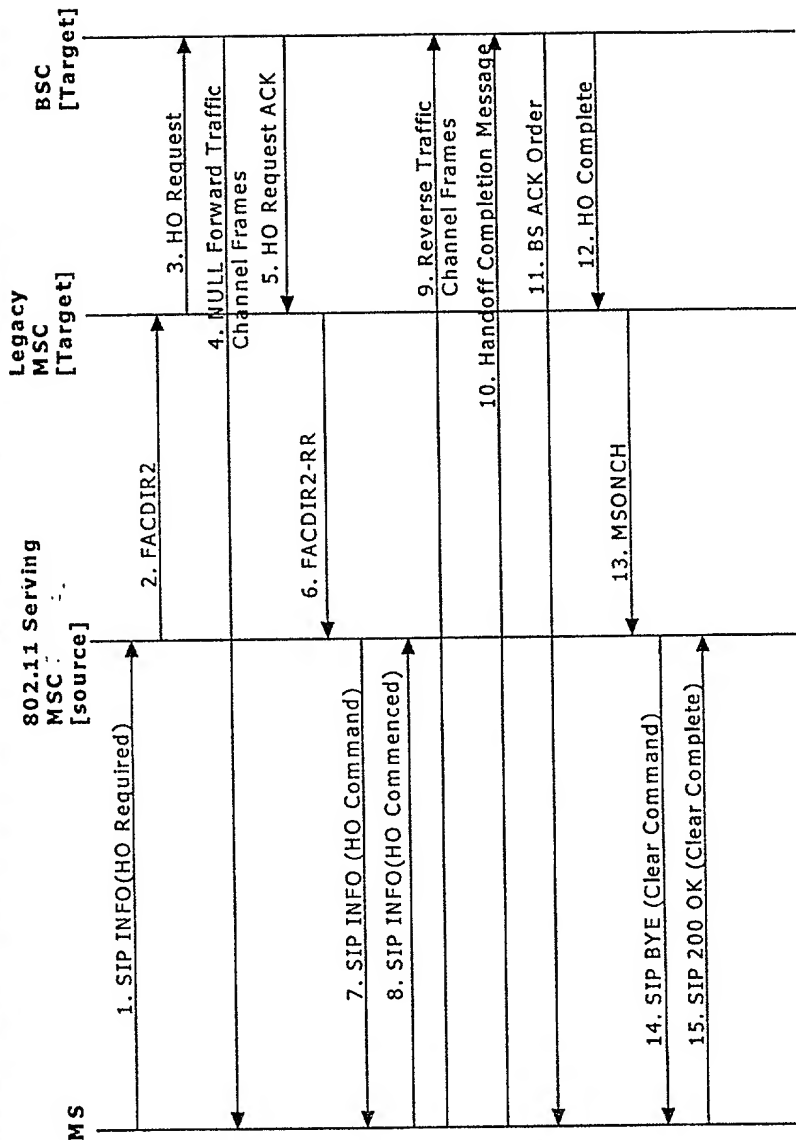 MS
802.11 Serving
MSC
[source]
Legacy
MSC
[Target]
BSC
[Target]
1. SIP INFO(HO Required)
2. FACDIR2
3. HO Request
4. NULL Forward Traffic
Channel Frames
5. HO Request ACK
6. FACDIR2-RR
7. SIP INFO (HO Command)
8. SIP INFO(HO Commenced)
9. Reverse Traffic
Channel Frames
10. Handoff Completion Message
11. BS ACK Order
12. HO Complete
13. MSONCH
14. SIP BYE (Clear Command)
15. SIP 200 OK (Clear Complete)